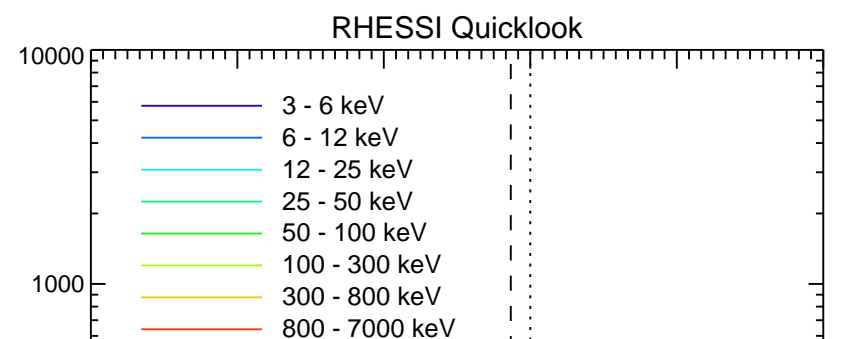 RHESSI Quicklook
10000
3 - 6 keV
6 - 12 keV
12 - 25 keV
25 - 50 keV
50 - 100 keV
100 - 300 keV
1000
300 - 800 keV
800 - 7000 keV